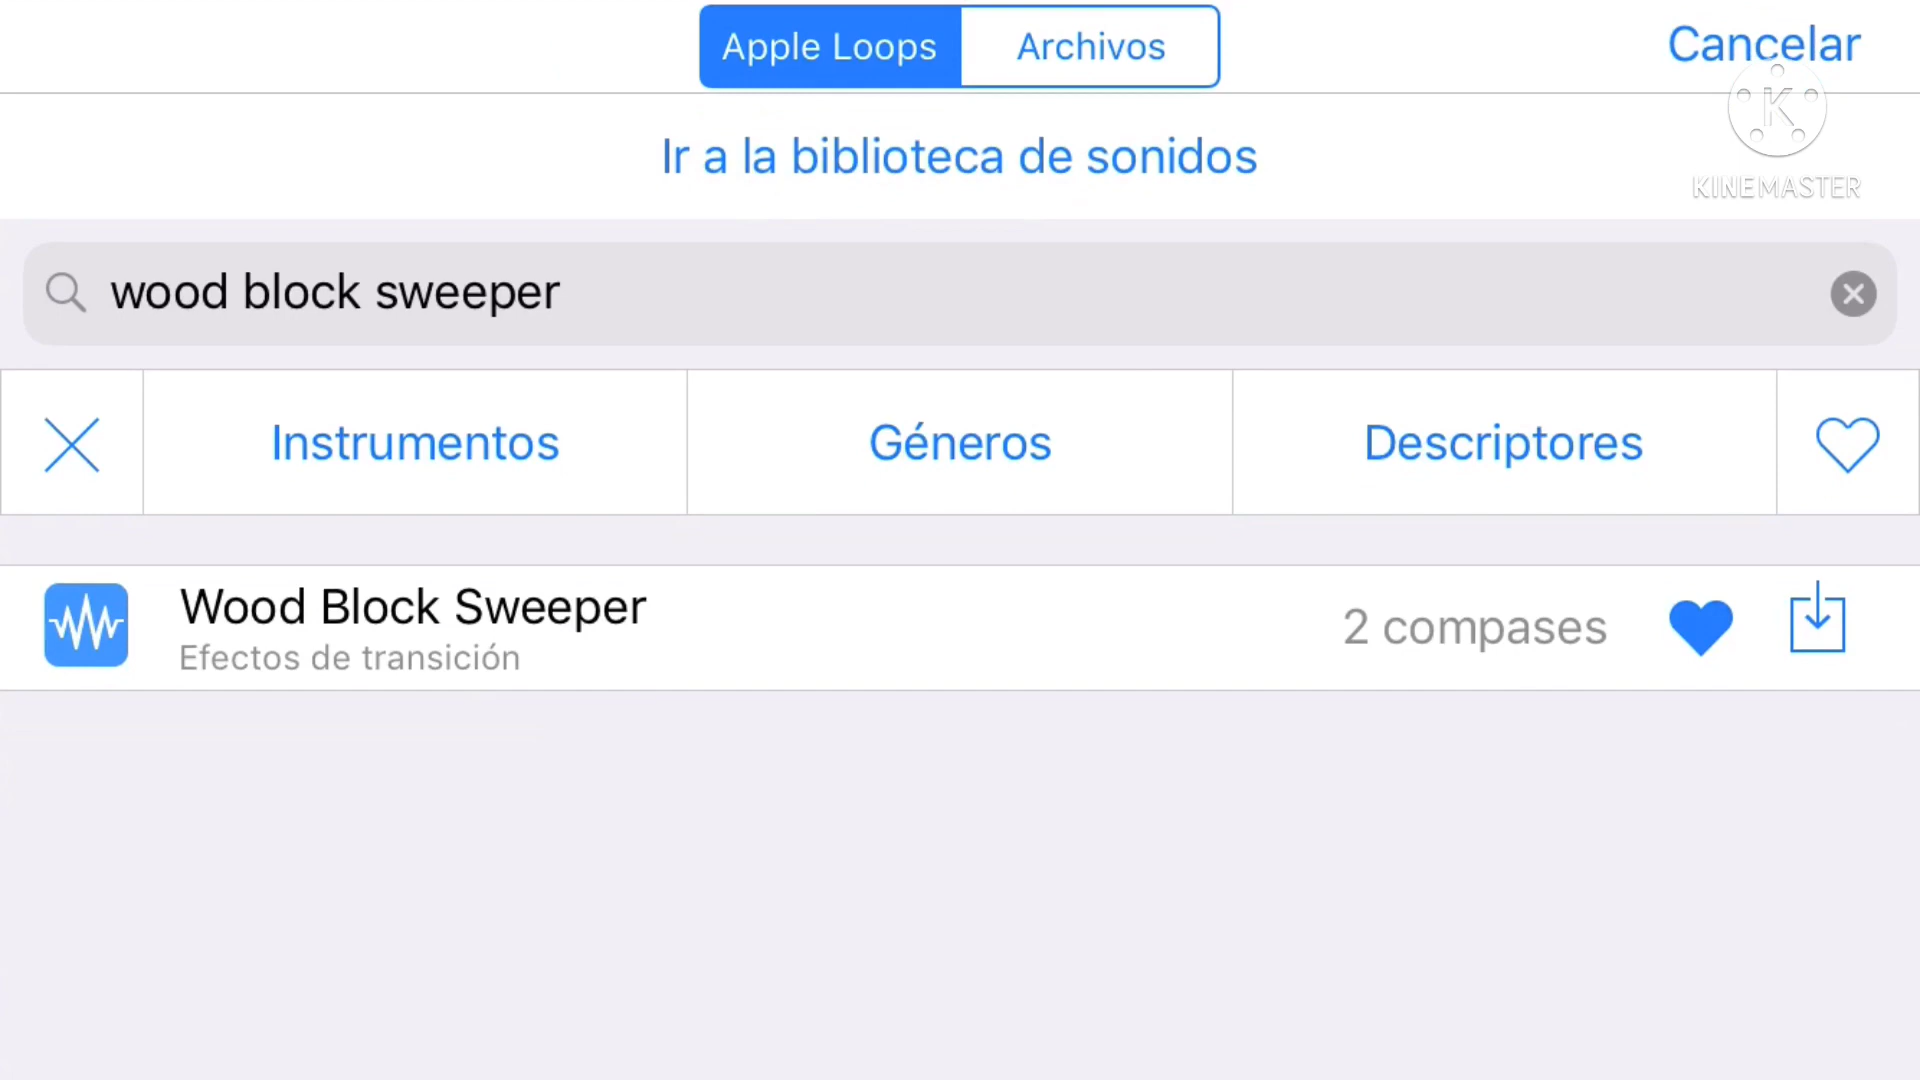 Apple Loops
Archivos
Cancelar
K
KINEMASTER
Ir a la biblioteca de sonidos
wood block sweeper
Instrumentos
Géneros
Descriptores
Wood Block Sweeper
Efectos de transición
2 compases